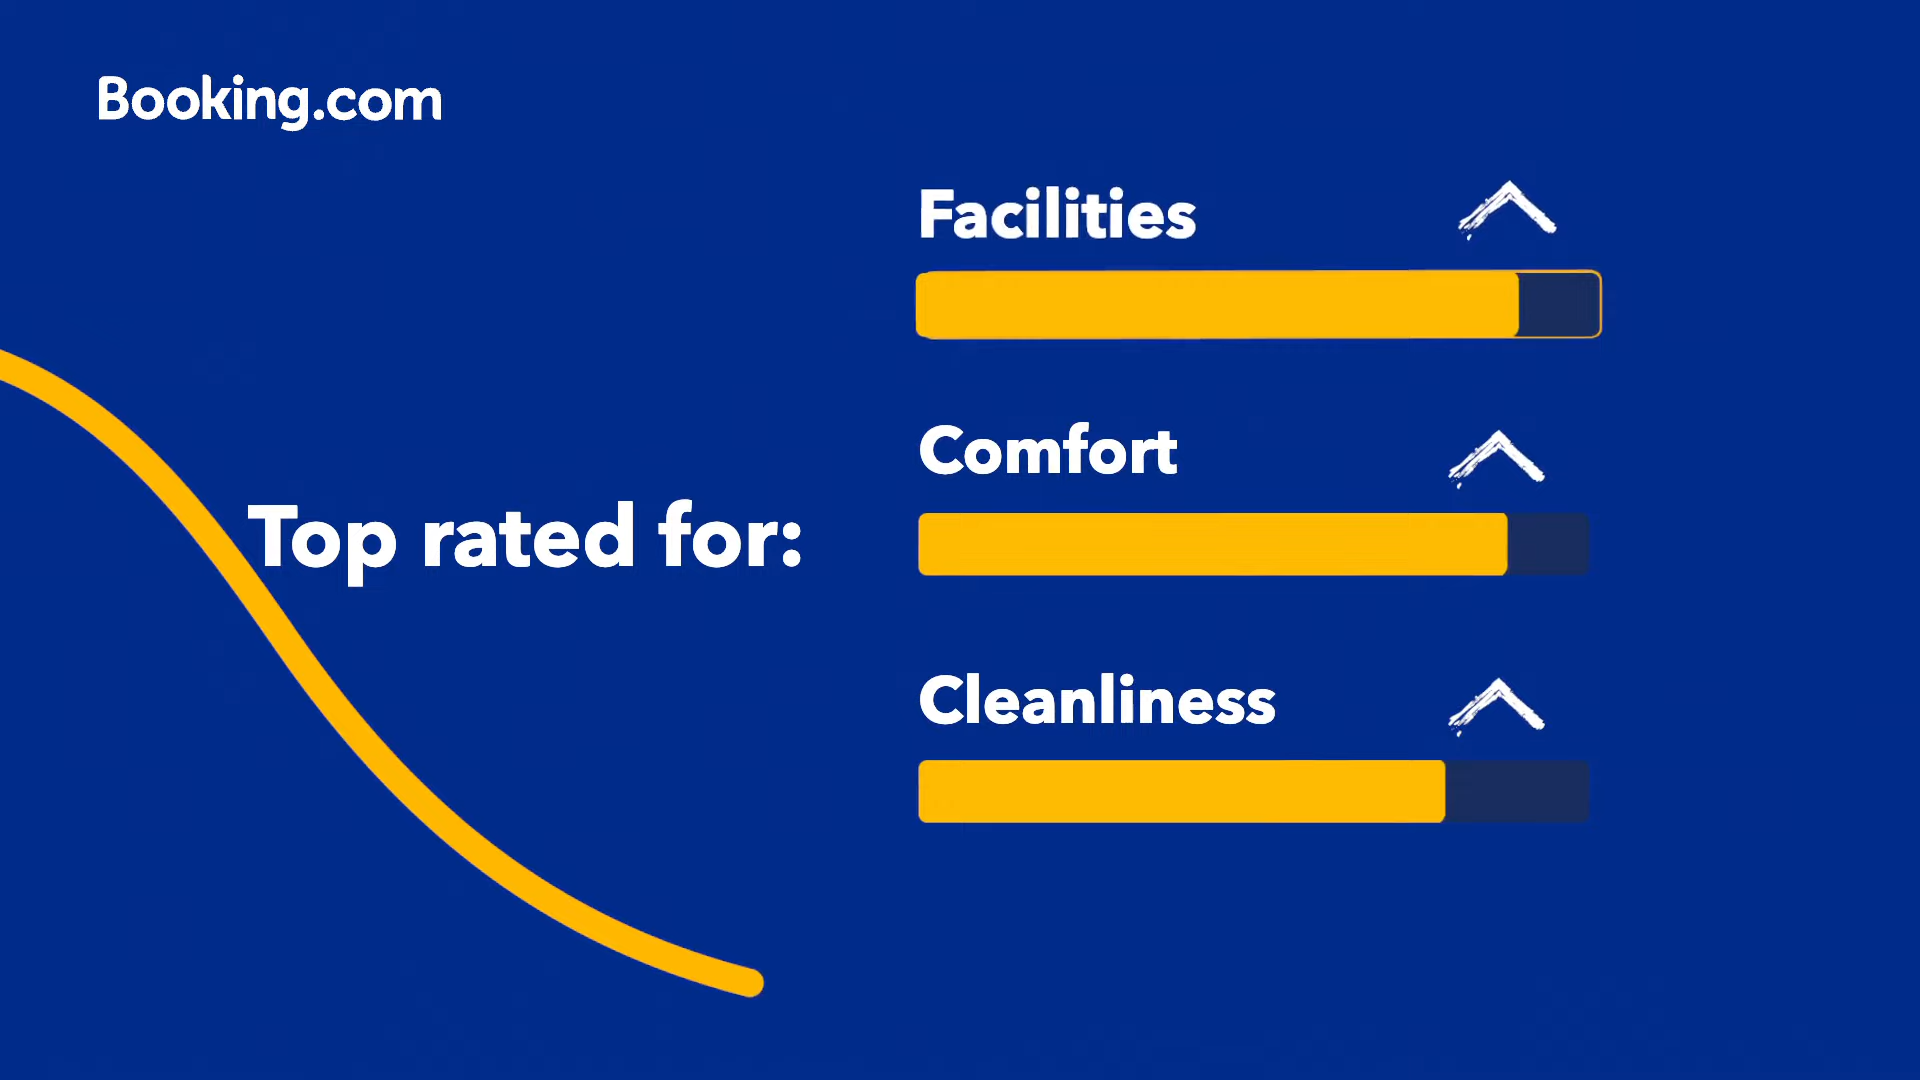 Booking.com
Top rated for:
Facilities
Comfort
Cleanliness